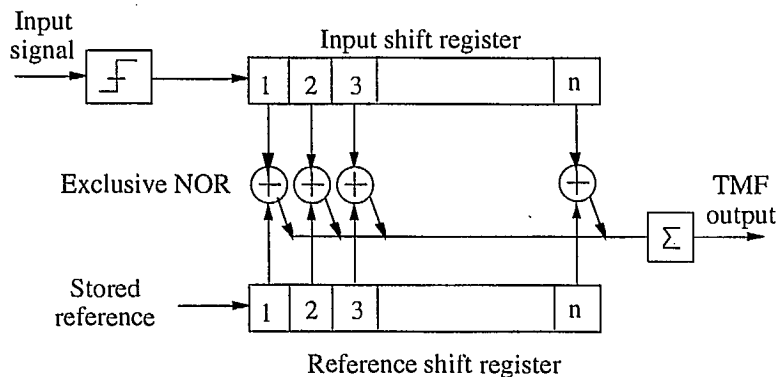 Input
signal
Input shift register
1 2 3 n
Exclusive NOR
TMF
output
Σ
Stored
reference
1 2 3 n
Reference shift register